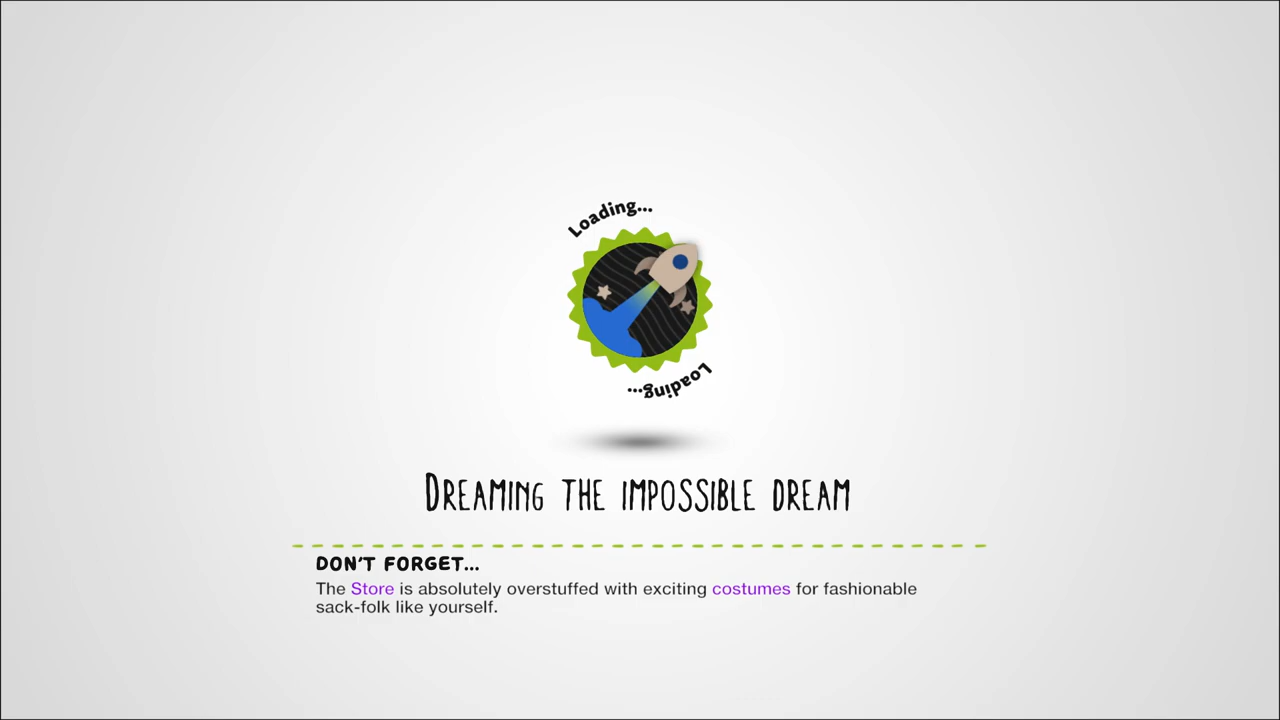 Loading...
Loading...
DREAMING THE IMPOSSIBLE DREAM
DON'T FORGET...
The Store is absolutely overstuffed with exciting costumes for fashionable
sack-folk like yourself.